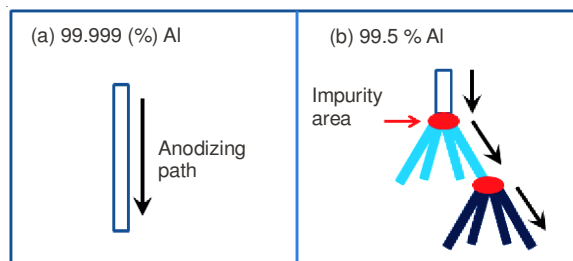 (a) 99.999 (%) Al
Anodizing
path
(b) 99.5 % Al
Impurity
area